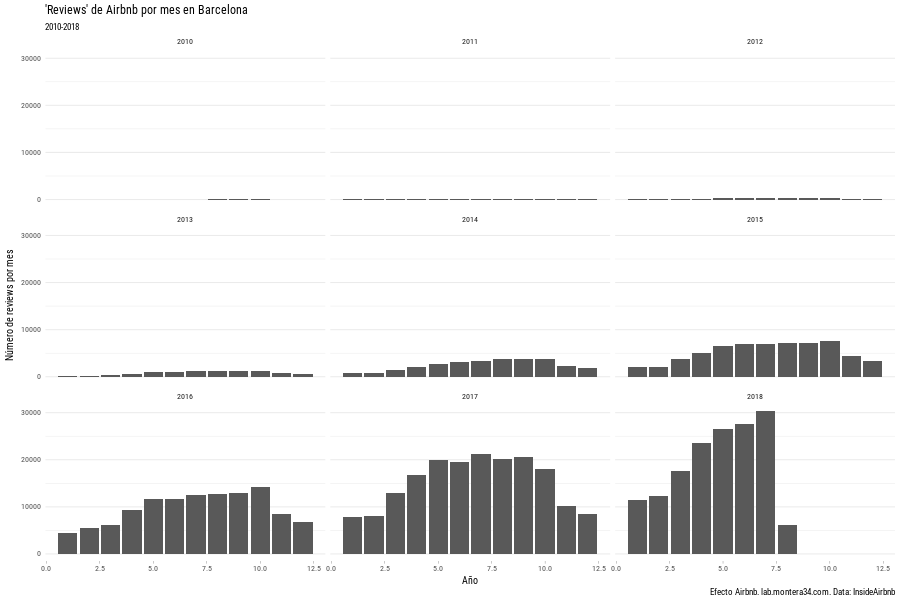 'Reviews' de Airbnb por mes en Barcelona
2010-2018
2010 2011 2012
30000
20000
10000
0
2013 2014 2015
30000
20000
10000
0
Número de reviews por mes
2016 2017 2018
30000
20000
10000
0
0.0 2.5 5.0 7.5 10.0 12.5 0.0 2.5 5.0 7.5 10.0 12.5 0.0 2.5 5.0 7.5 10.0 12.5
Año
Efecto Airbnb. lab.montera34.com. Data: InsideAirbnb